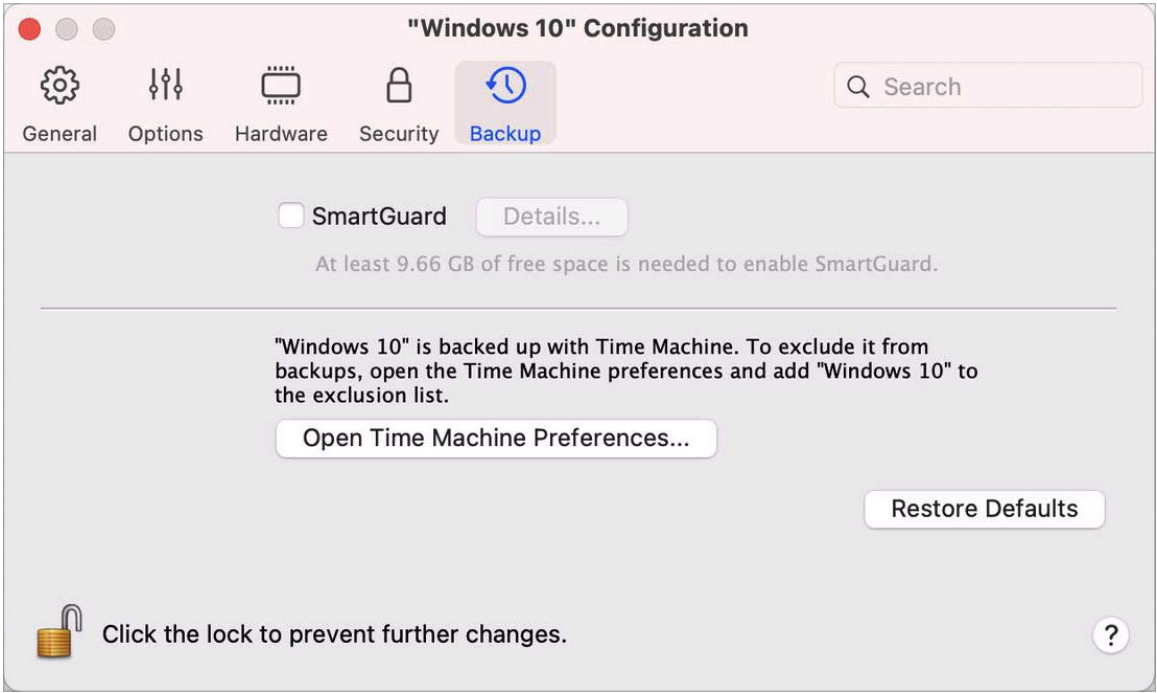 "Windows 10" Configuration
General Options Hardware Security Backup Search
SmartGuard Details...
At least 9.66 GB of free space is needed to enable SmartGuard.
"Windows 10" is backed up with Time Machine. To exclude it from
backups, open the Time Machine preferences and add "Windows 10" to
the exclusion list.
Open Time Machine Preferences...
Restore Defaults
Click the lock to prevent further changes.
?